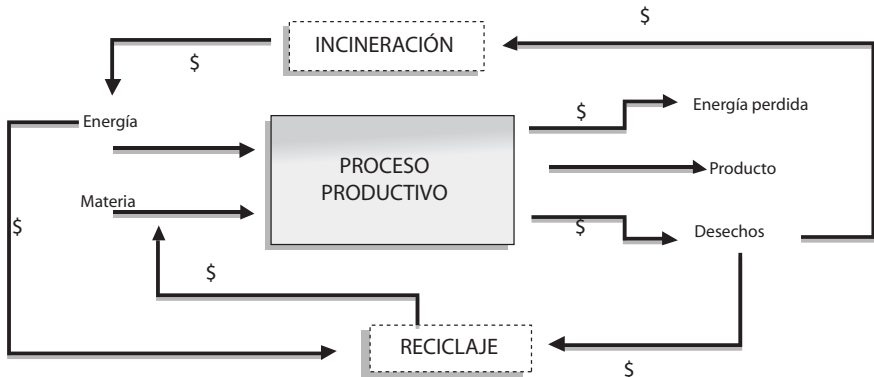 $
INCINERACIÓN
$
Energía
$
Energía perdida
PROCESO
PRODUCTIVO
Producto
Materia
$
$
Desechos
$
RECICLAJE
$